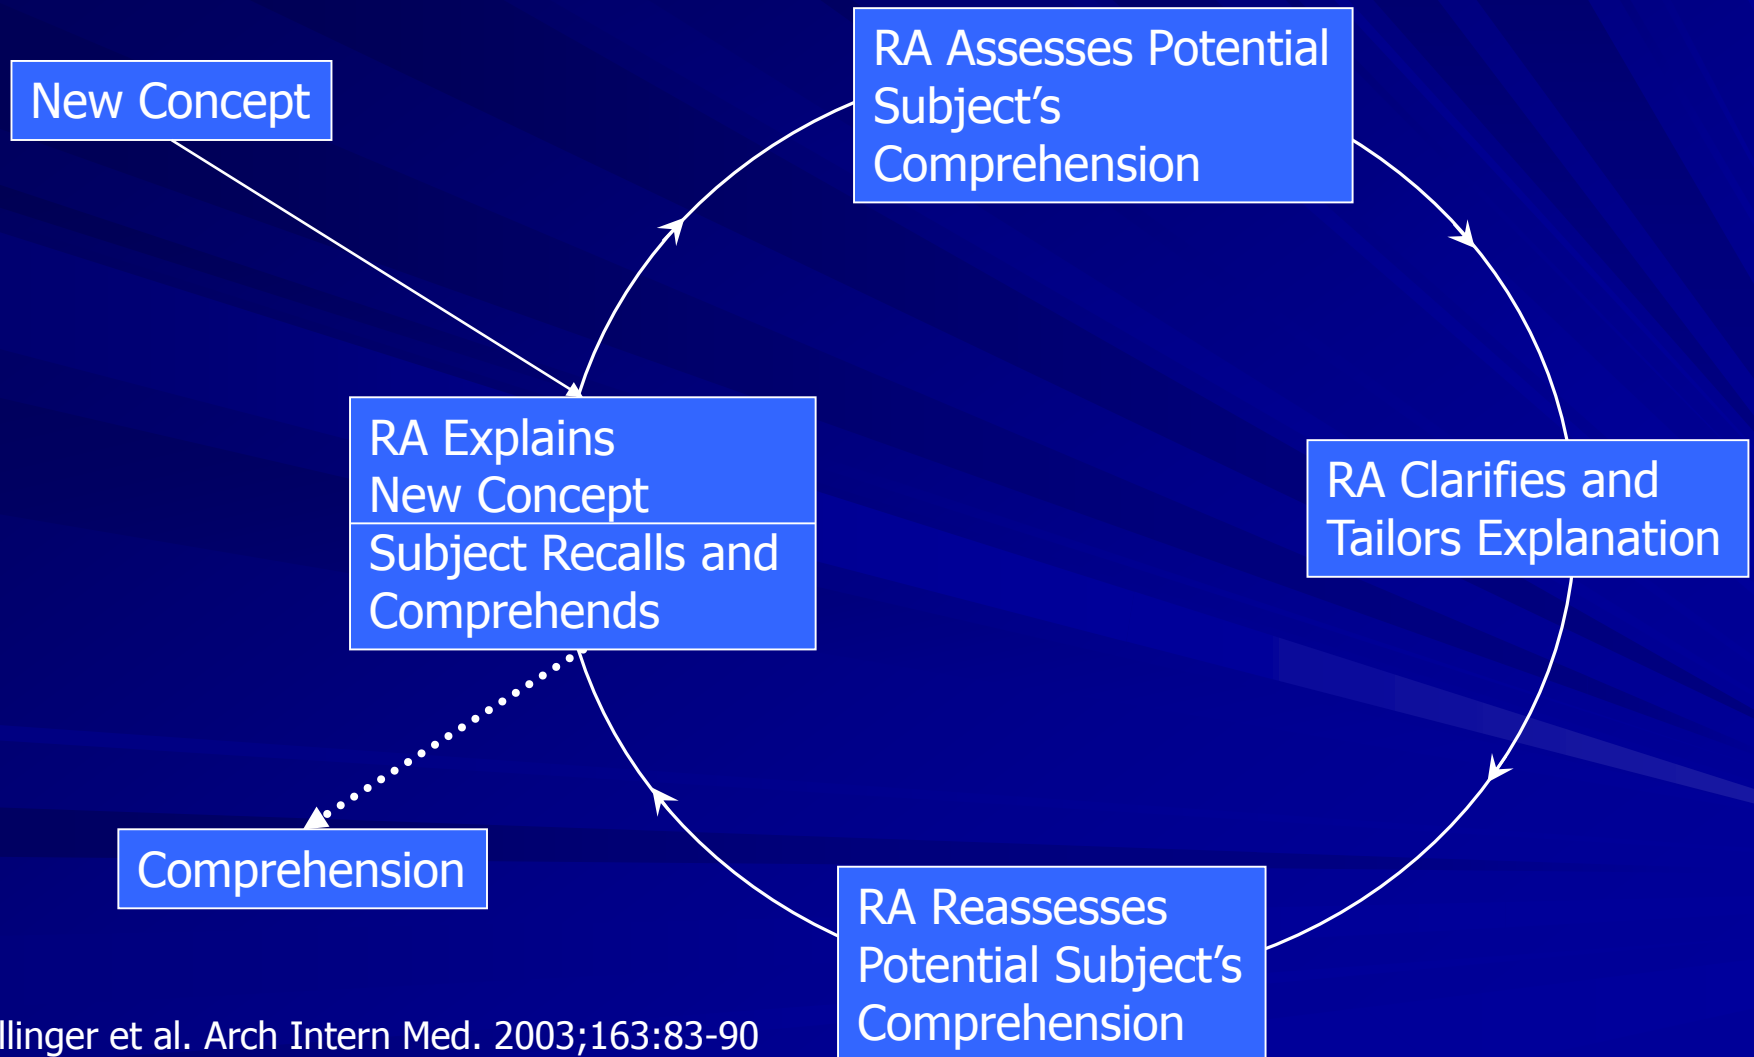 New Concept
RA Assesses Potential
Subject’s
Comprehension
RA Explains
New Concept
Subject Recalls and
Comprehends
RA Clarifies and
Tailors Explanation
Comprehension
RA Reassesses
Potential Subject’s
Comprehension
et al. Arch Intern Med. 2003;163:83-90